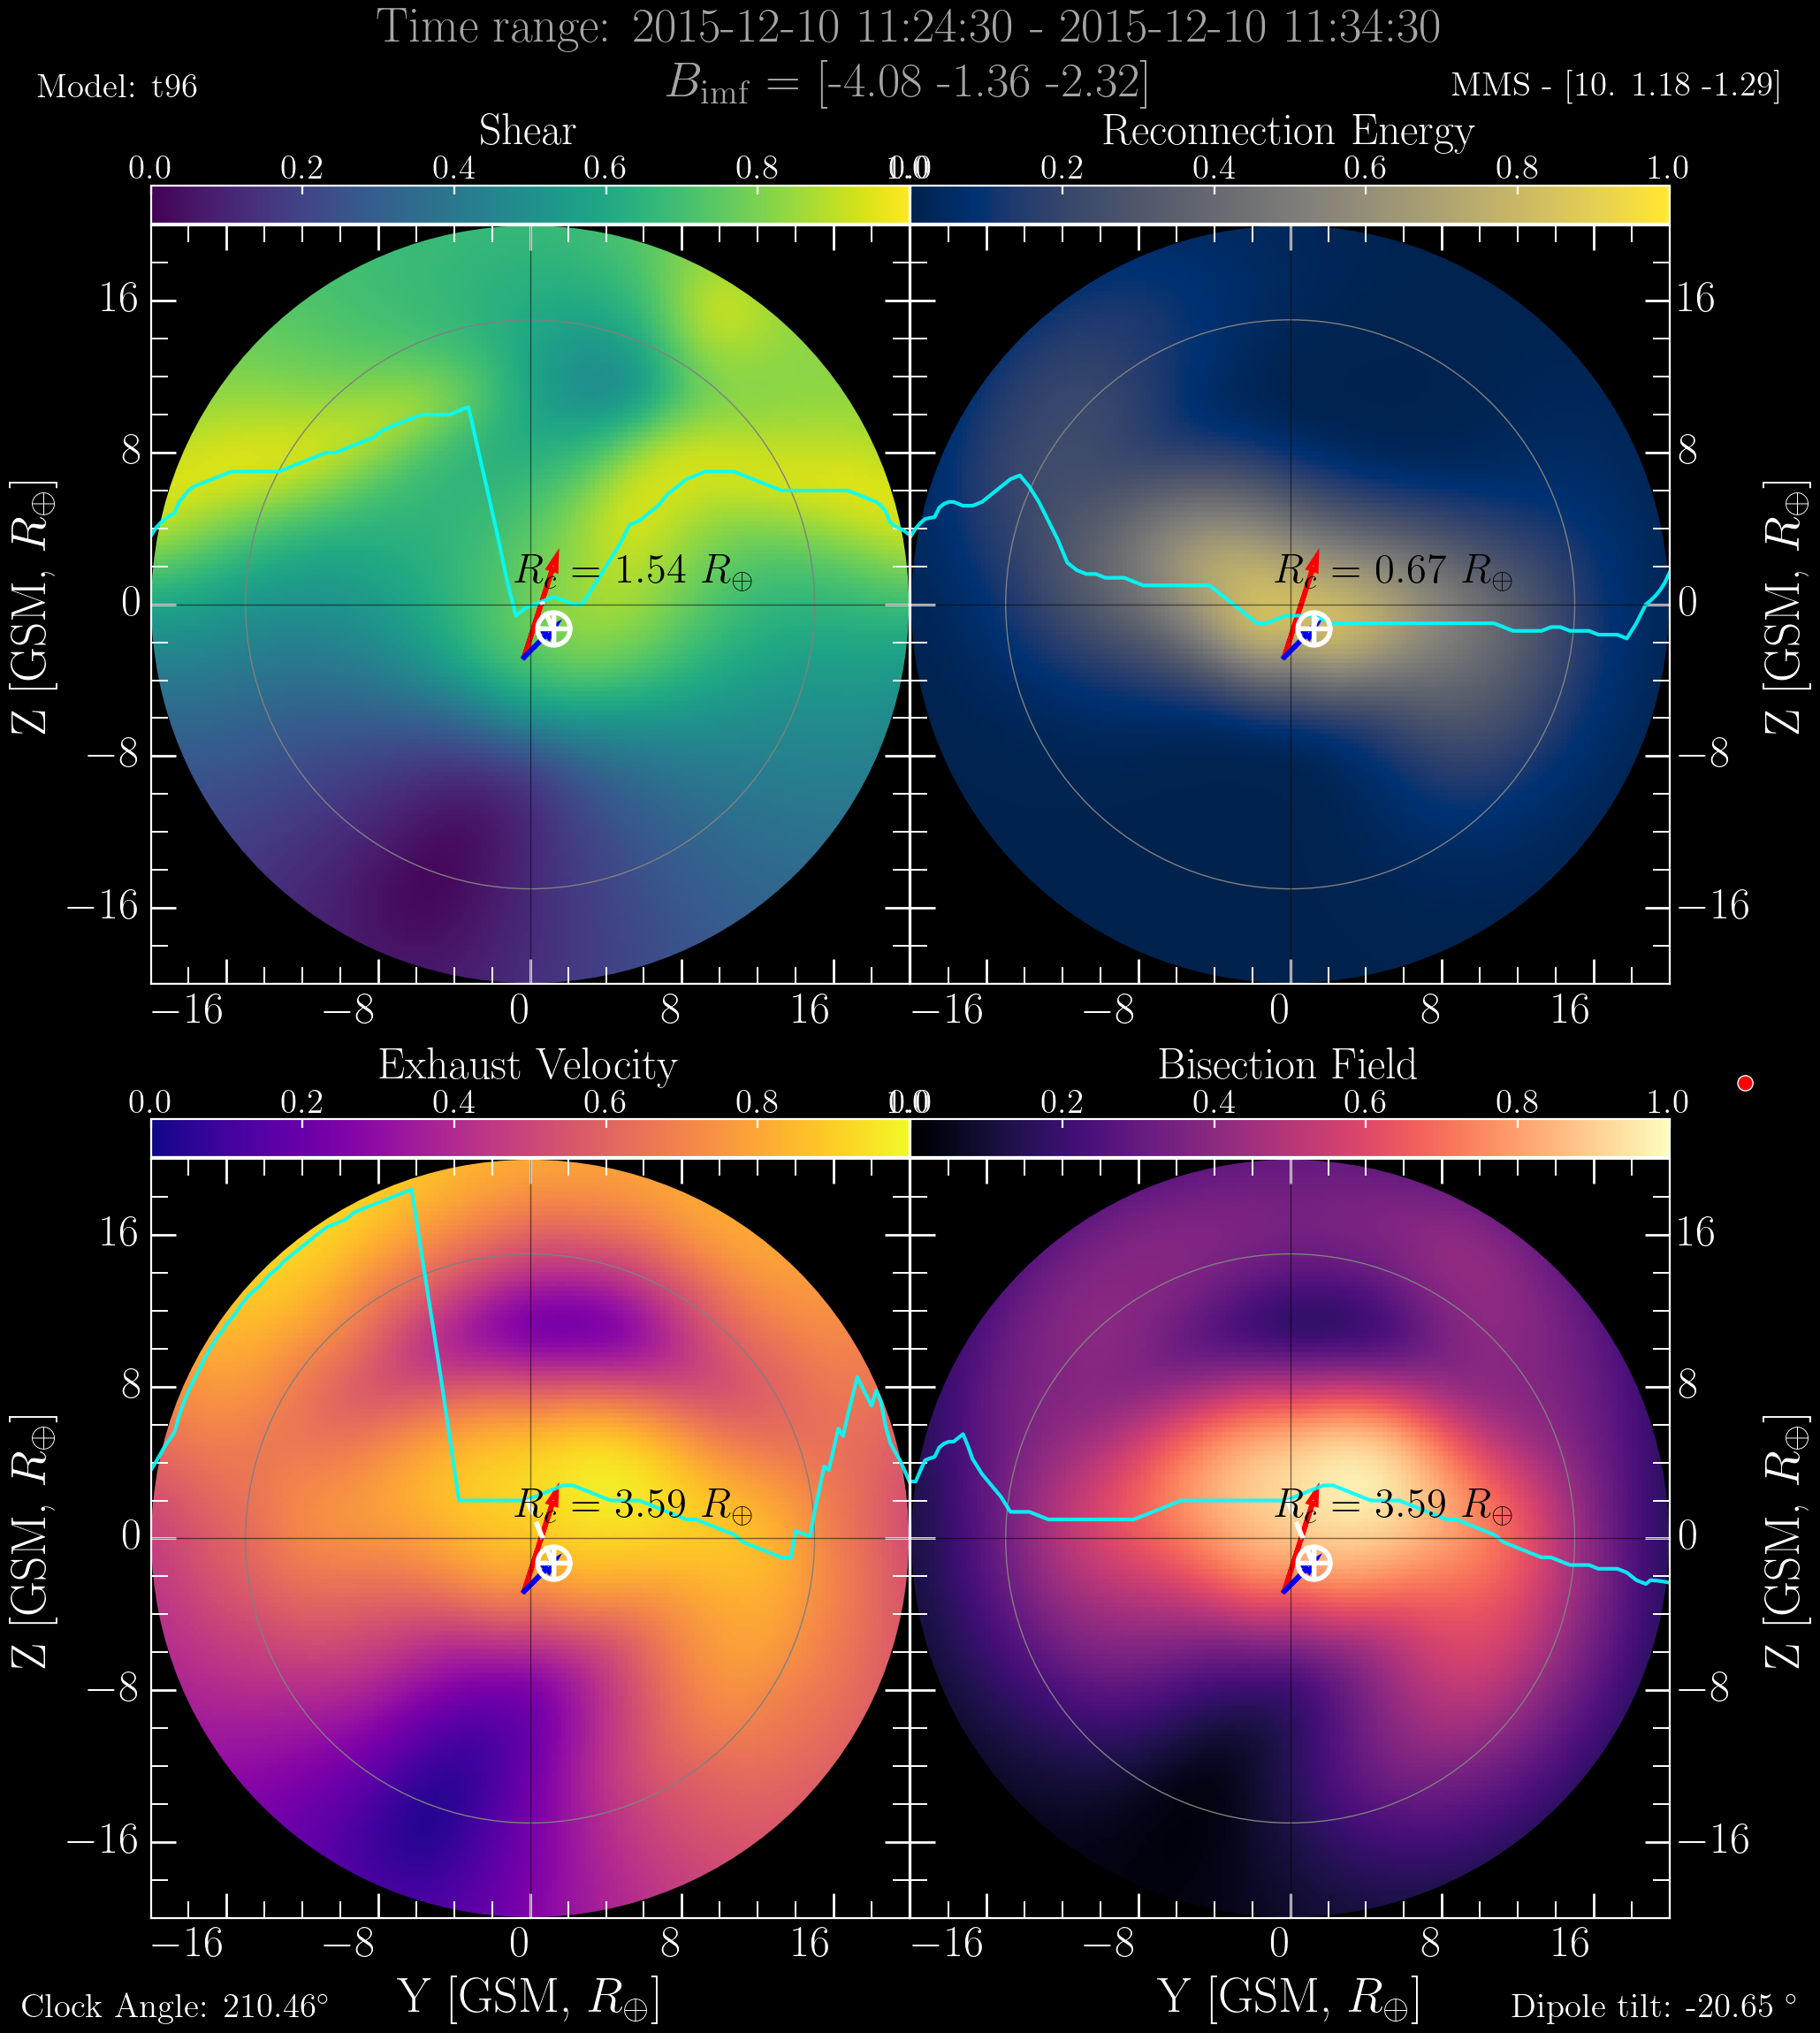 Time range: 2015-12-10 11:24:30 - 2015-12-10 11:34:30
Model: t96
B_imf = [-4.08 -1.36 -2.32]
MMS - [10. 1.18 -1.29]
Shear
Reconnection Energy
0.0 0.2 0.4 0.6 0.8 1.0
0.0 0.2 0.4 0.6 0.8 1.0
Z [GSM, R⊕]
16
8
0
−8
−16
R_c = 1.54 R⊕
R_c = 0.67 R⊕
16
8
0
−8
−16
Z [GSM, R⊕]
−16 −8 0 8 16
−16 −8 0 8 16
Exhaust Velocity
Bisection Field
0.0 0.2 0.4 0.6 0.8 1.0
0.0 0.2 0.4 0.6 0.8 1.0
Z [GSM, R⊕]
16
8
0
−8
−16
R_c = 3.59 R⊕
R_c = 3.59 R⊕
16
8
0
−8
−16
Z [GSM, R⊕]
−16 −8 0 8 16
−16 −8 0 8 16
Y [GSM, R⊕]
Y [GSM, R⊕]
Clock Angle: 210.46°
Dipole tilt: -20.65 °